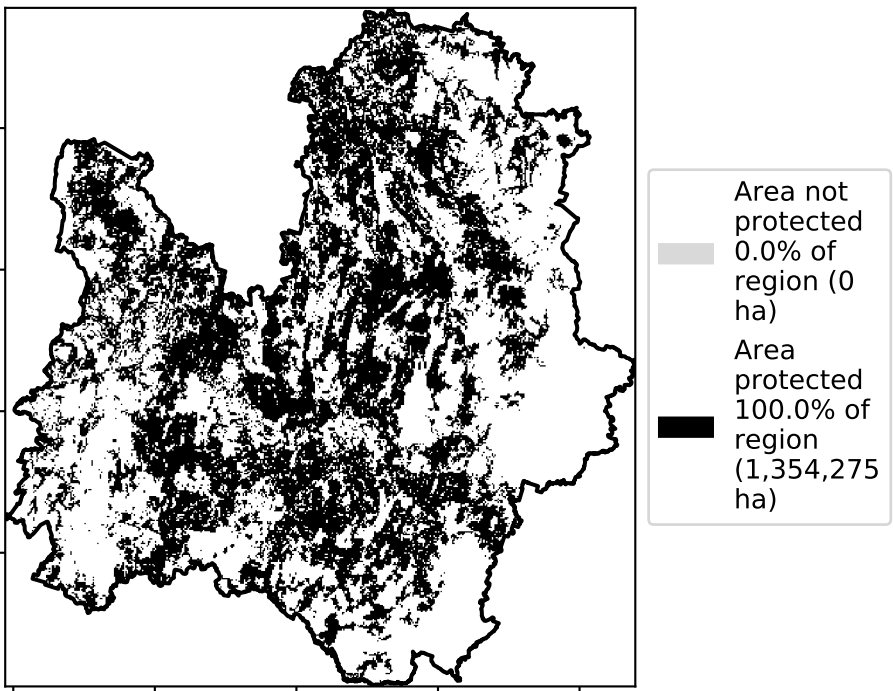 Area not
protected
0.0% of
region (0
ha)
Area
protected
100.0% of
region
(1,354,275
ha)